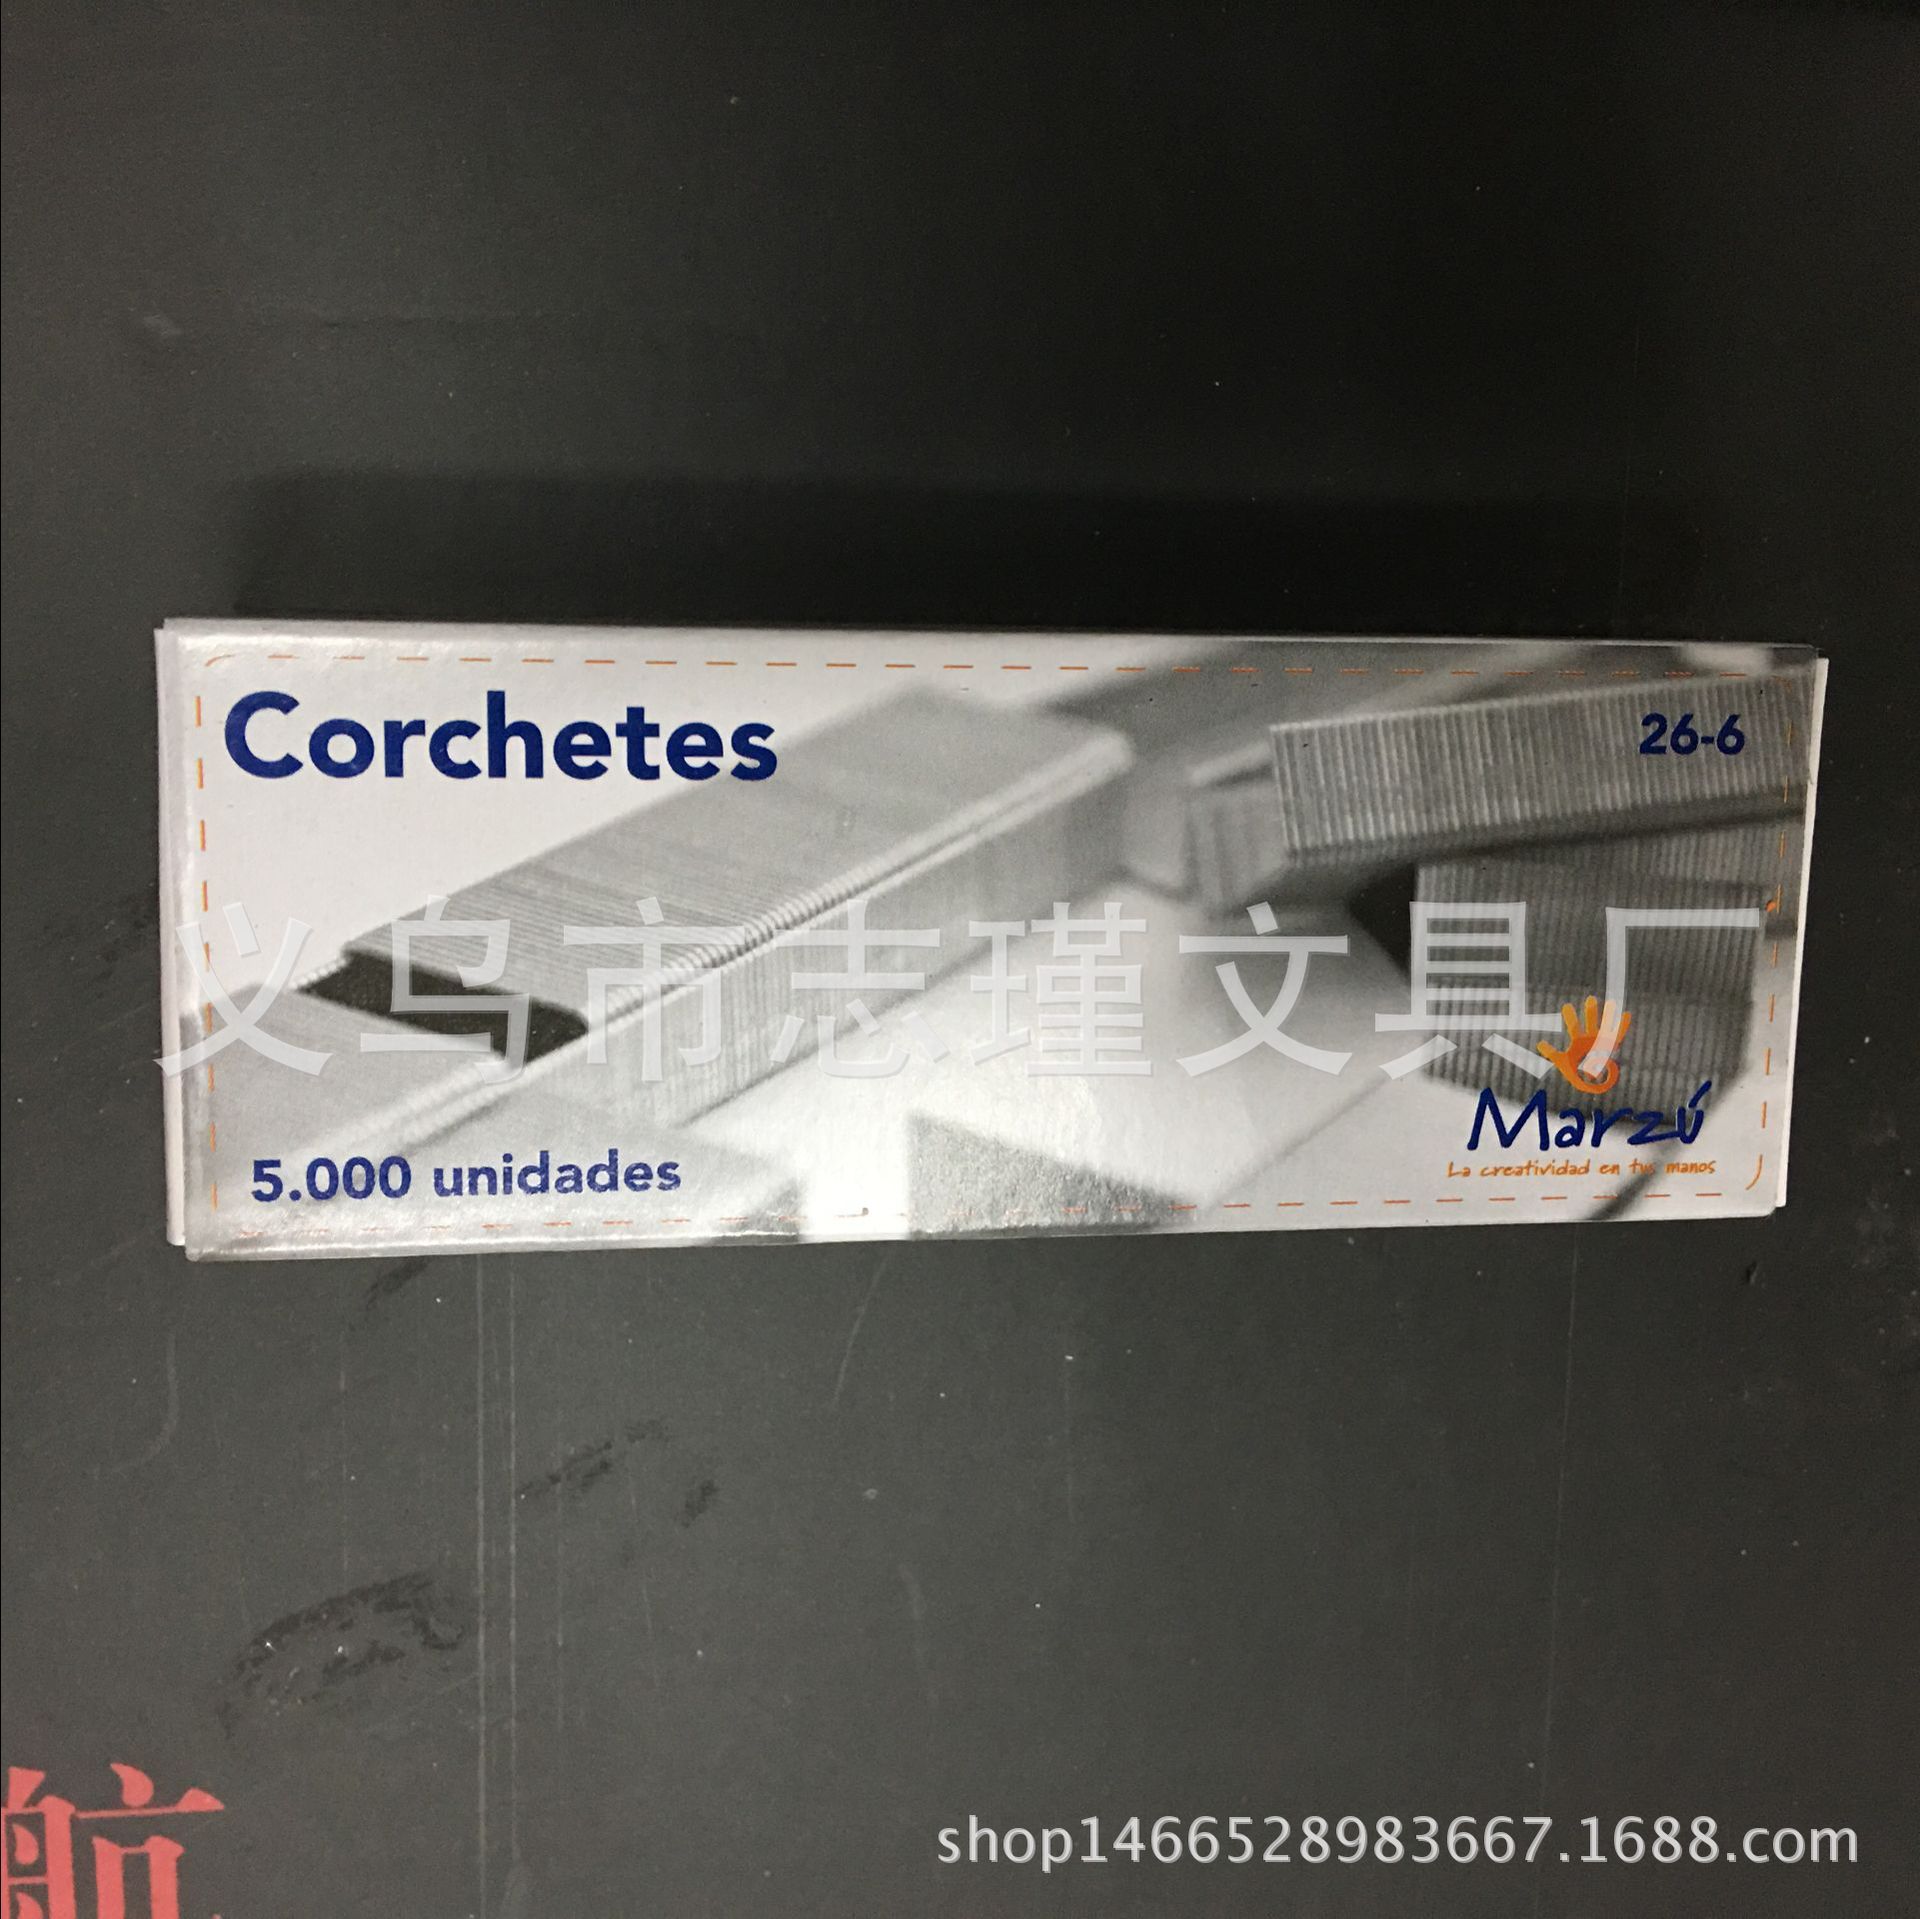 Corchetes
26-6
义乌市志瑾文具厂
Marzú
La creatividad en tus manos
5.000 unidades
航
shop1466528983667.1688.com